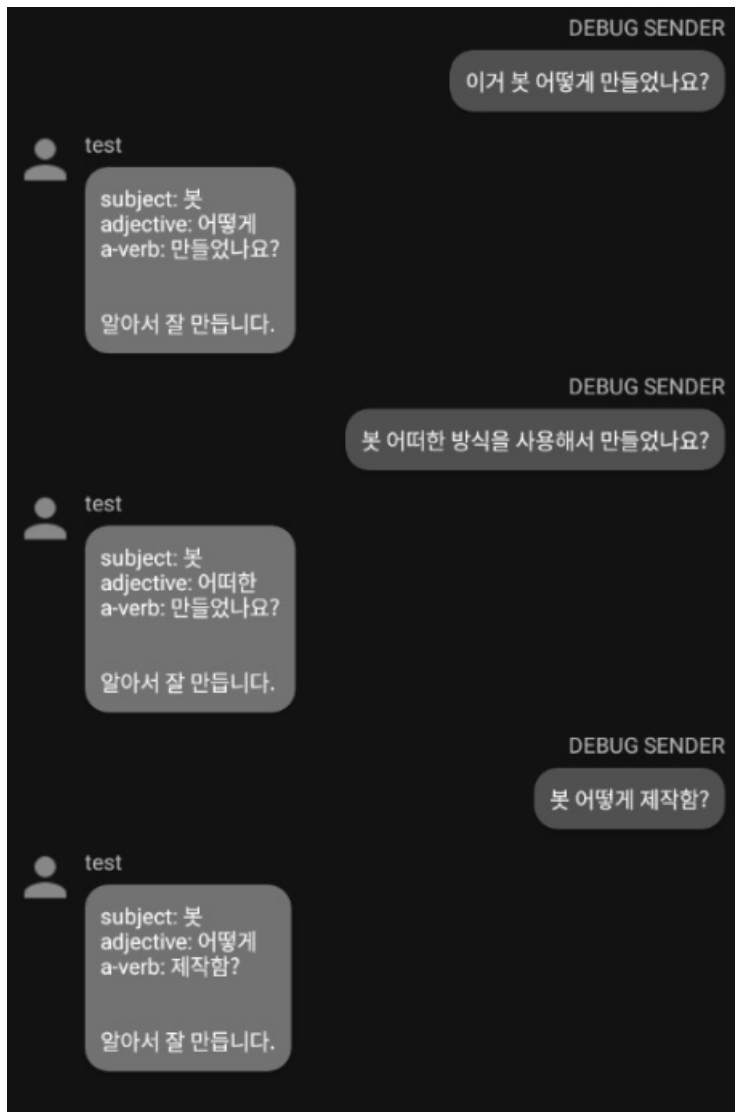 DEBUG SENDER
이거 봇 어떻게 만들었나요?
test
subject: 봇
adjective: 어떻게
a-verb: 만들었나요?
알아서 잘 만듭니다.
DEBUG SENDER
봇 어떠한 방식을 사용해서 만들었나요?
test
subject: 봇
adjective: 어떠한
a-verb: 만들었나요?
알아서 잘 만듭니다.
DEBUG SENDER
봇 어떻게 제작함?
test
subject: 봇
adjective: 어떻게
a-verb: 제작함?
알아서 잘 만듭니다.